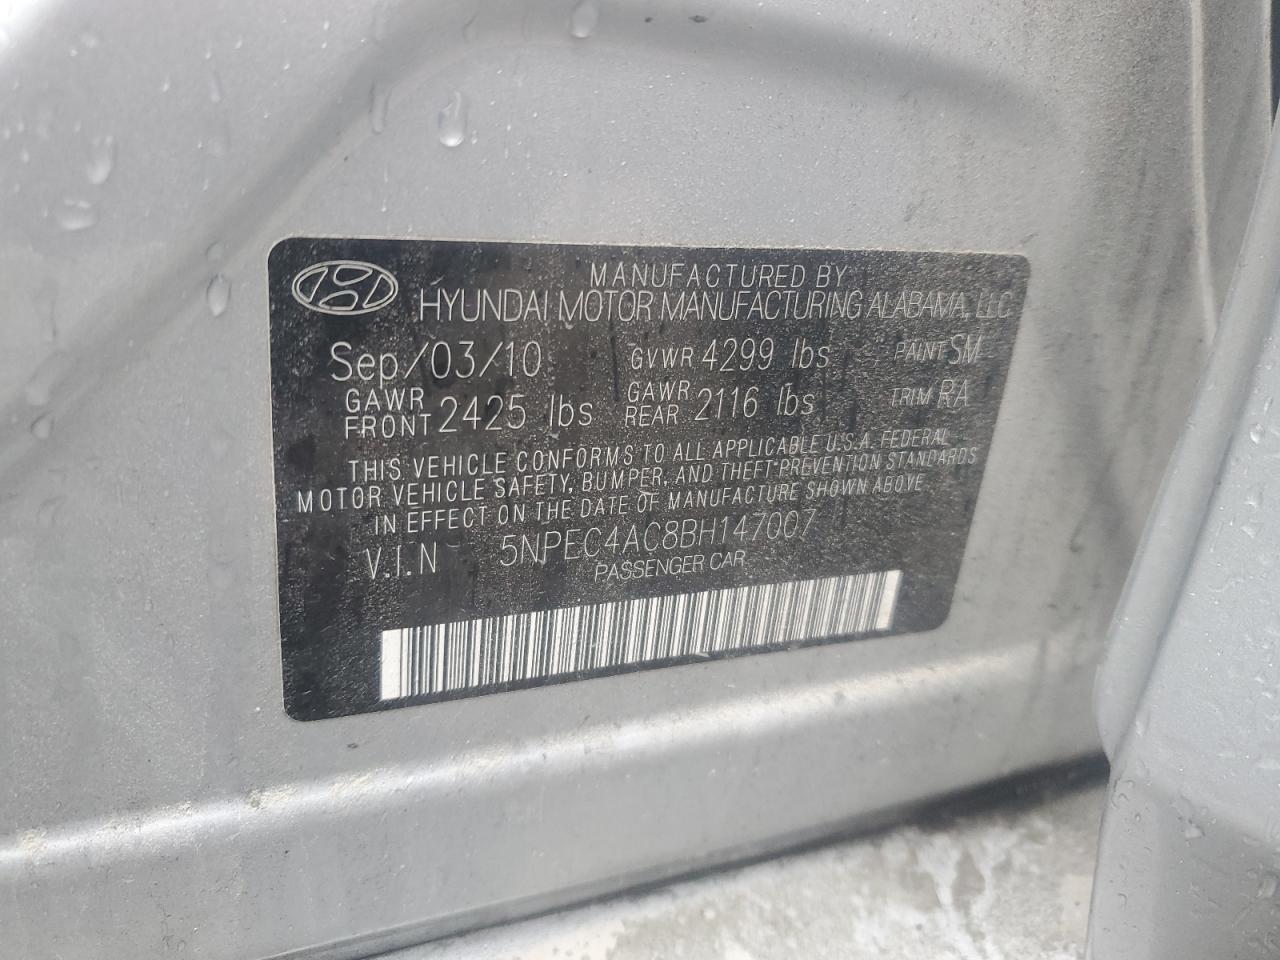 MANUFACTURED BY
HYUNDAI MOTOR MANUFACTURING ALABAMA, LLC
Sep/03/10 GVWR 4299 lbs PAINT SM
GAWR FRONT 2425 lbs GAWR REAR 2116 lbs TRIM RA
THIS VEHICLE CONFORMS TO ALL APPLICABLE U.S.A. FEDERAL
MOTOR VEHICLE SAFETY, BUMPER, AND THEFT PREVENTION STANDARDS
IN EFFECT ON THE DATE OF MANUFACTURE SHOWN ABOVE
V.I.N 5NPEC4AC8BH147007
PASSENGER CAR